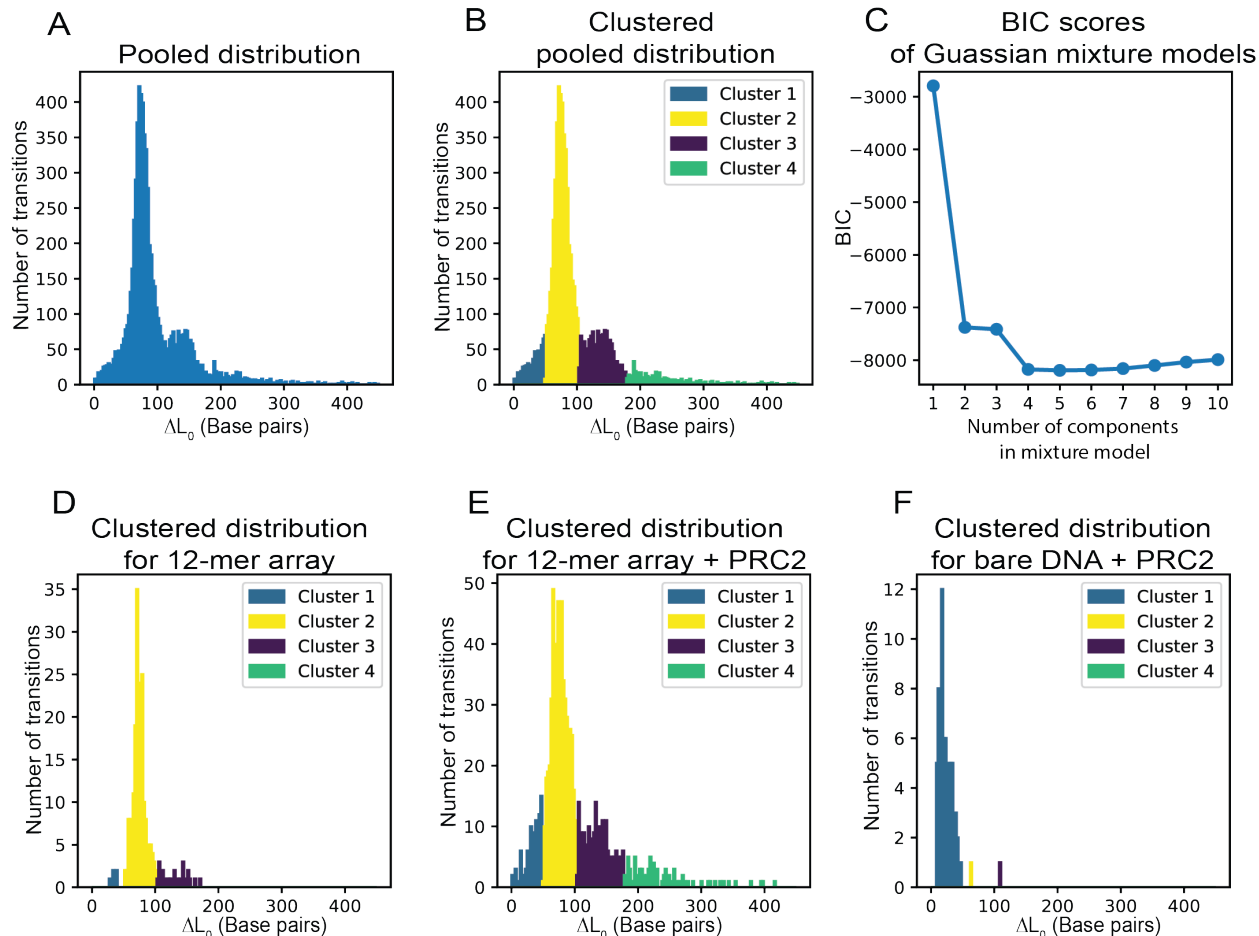 A
Pooled distribution
Number of transitions
400
350
300
250
200
150
100
50
0
0 100 200 300 400
ΔL0 (Base pairs)
B
Clustered
pooled distribution
Number of transitions
400
350
300
250
200
150
100
50
0
Cluster 1
Cluster 2
Cluster 3
Cluster 4
0 100 200 300 400
ΔL0 (Base pairs)
C
BIC scores
of Guassian mixture models
BIC
−3000
−4000
−5000
−6000
−7000
−8000
1 2 3 4 5 6 7 8 9 10
Number of components
in mixture model
D
Clustered distribution
for 12-mer array
Number of transitions
35
30
25
20
15
10
5
0
Cluster 1
Cluster 2
Cluster 3
Cluster 4
0 100 200 300 400
ΔL0 (Base pairs)
E
Clustered distribution
for 12-mer array + PRC2
Number of transitions
50
40
30
20
10
0
Cluster 1
Cluster 2
Cluster 3
Cluster 4
0 100 200 300 400
ΔL0 (Base pairs)
F
Clustered distribution
for bare DNA + PRC2
Number of transitions
12
10
8
6
4
2
0
Cluster 1
Cluster 2
Cluster 3
Cluster 4
0 100 200 300 400
ΔL0 (Base pairs)